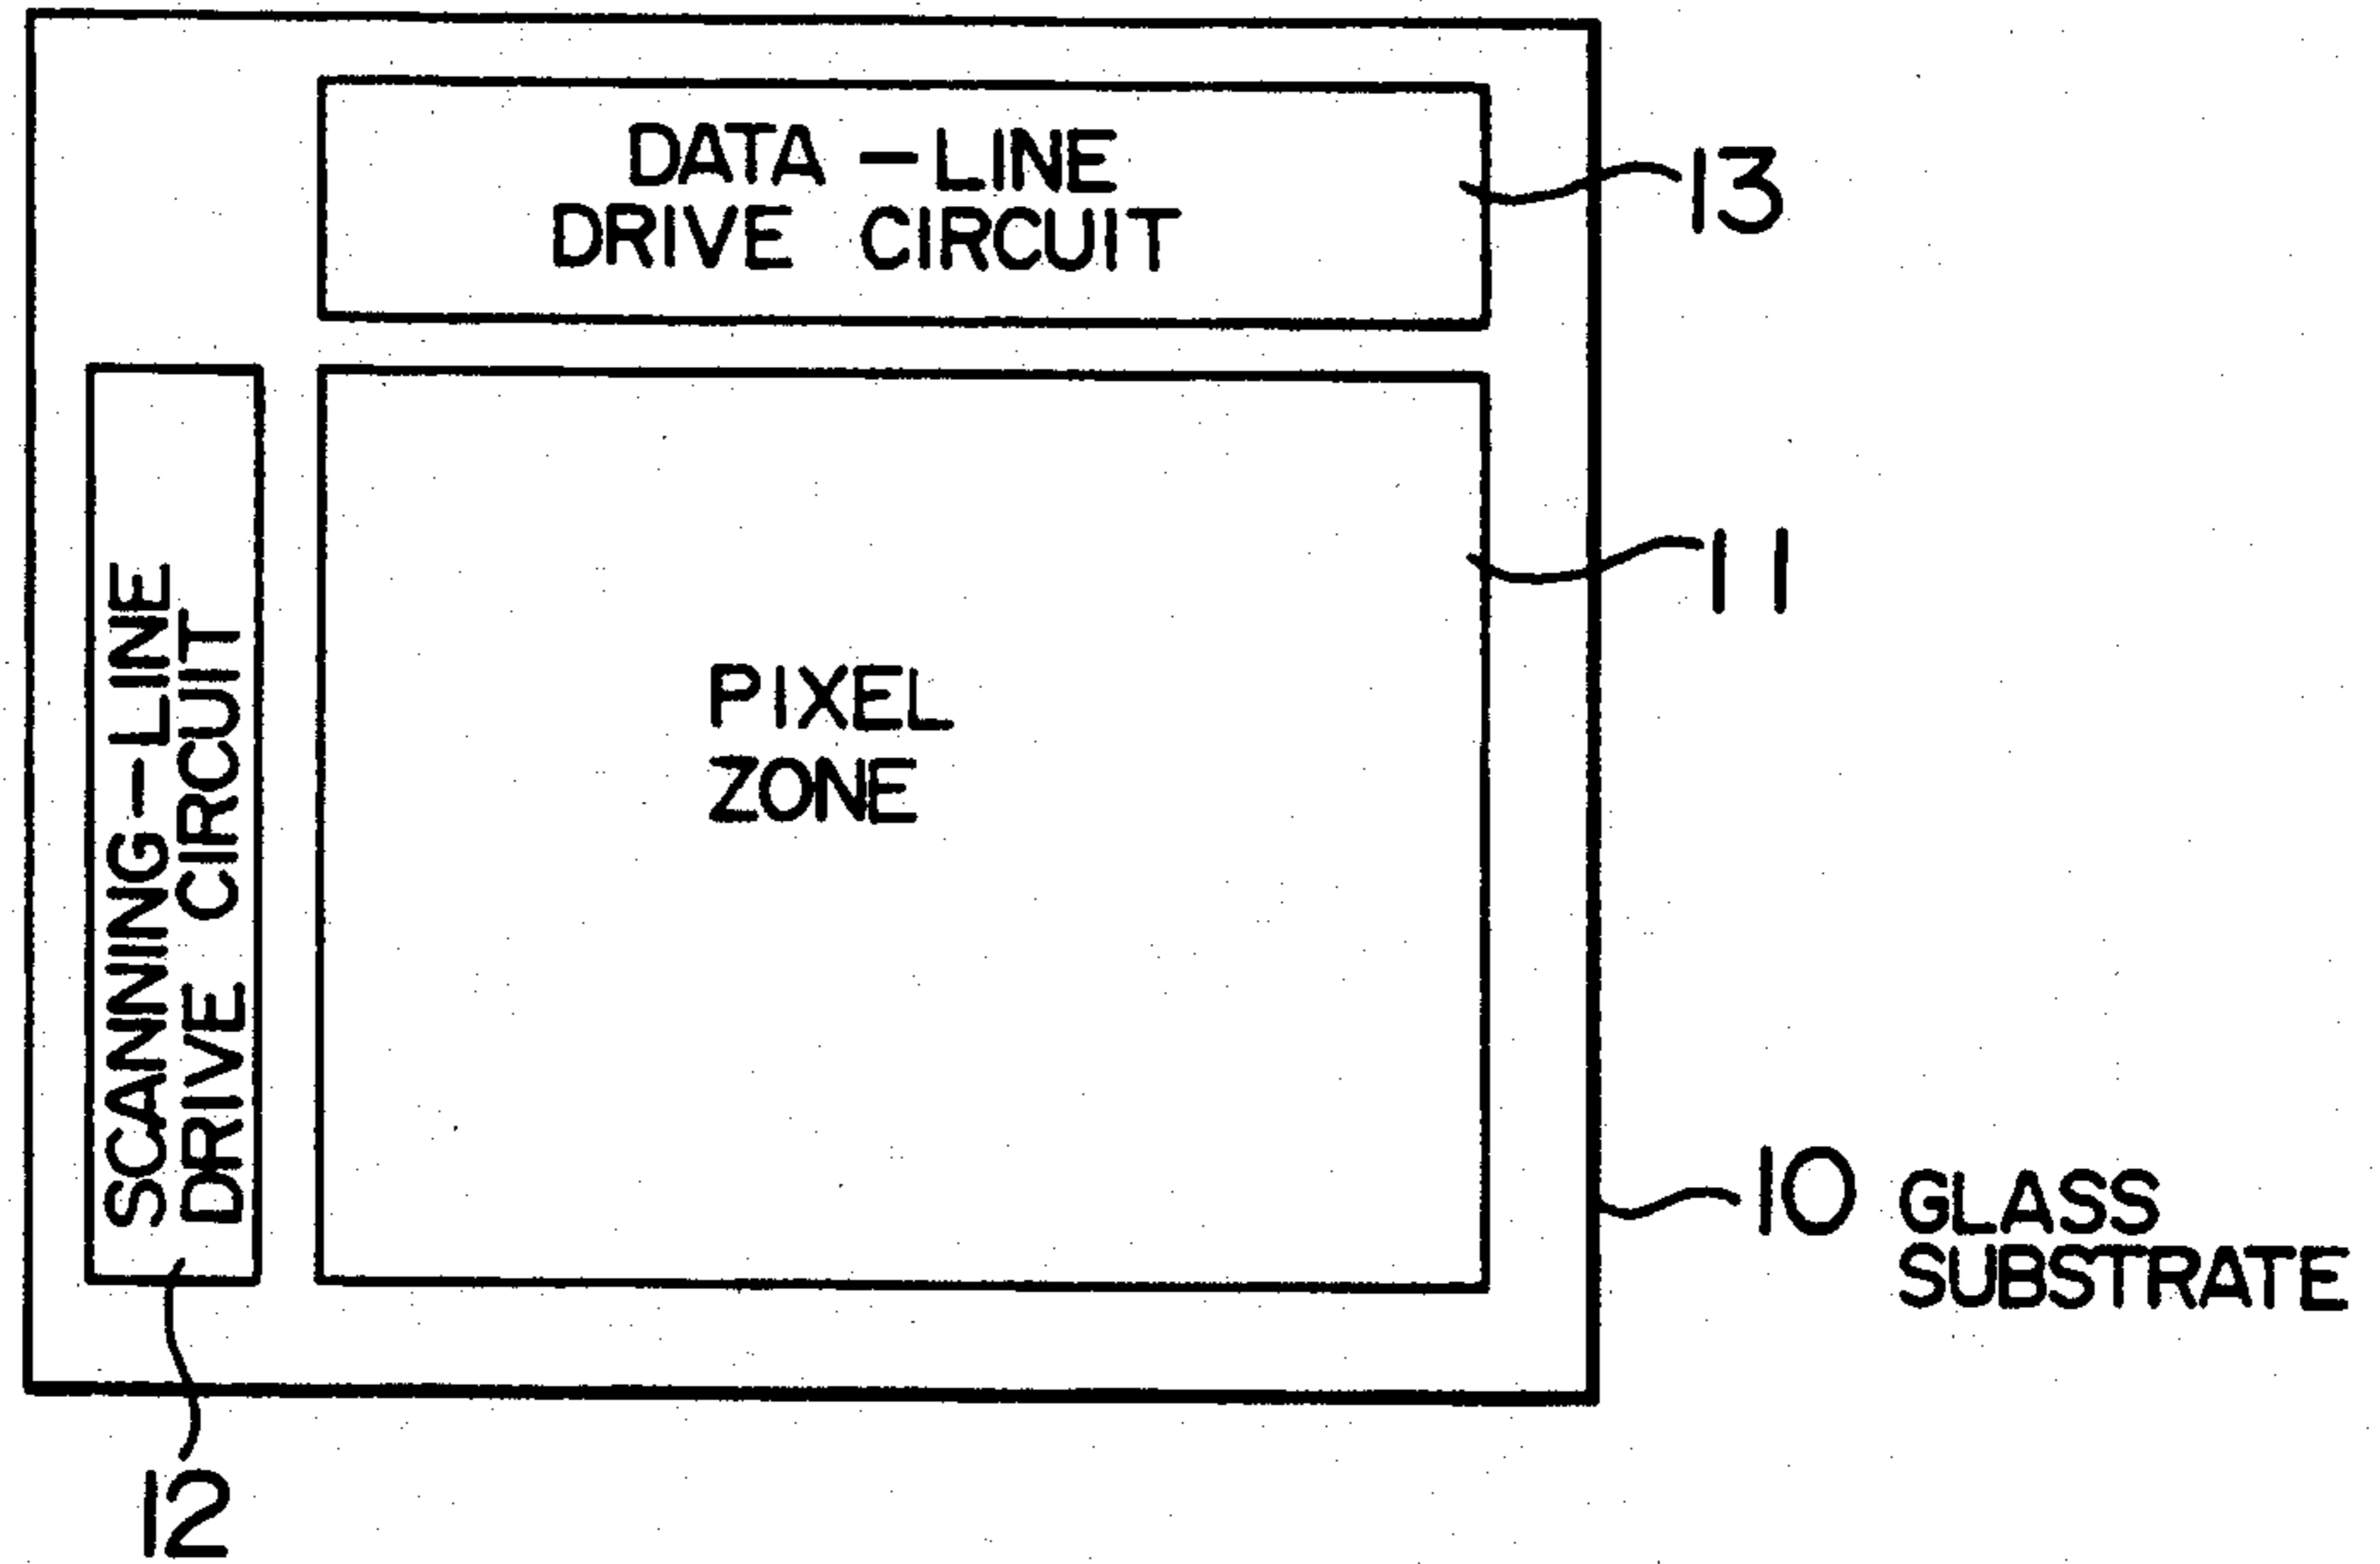 DATA-LINE
DRIVE CIRCUIT
13
11
SCANNING-LINE
DRIVE CIRCUIT
PIXEL
ZONE
10 GLASS
SUBSTRATE
12